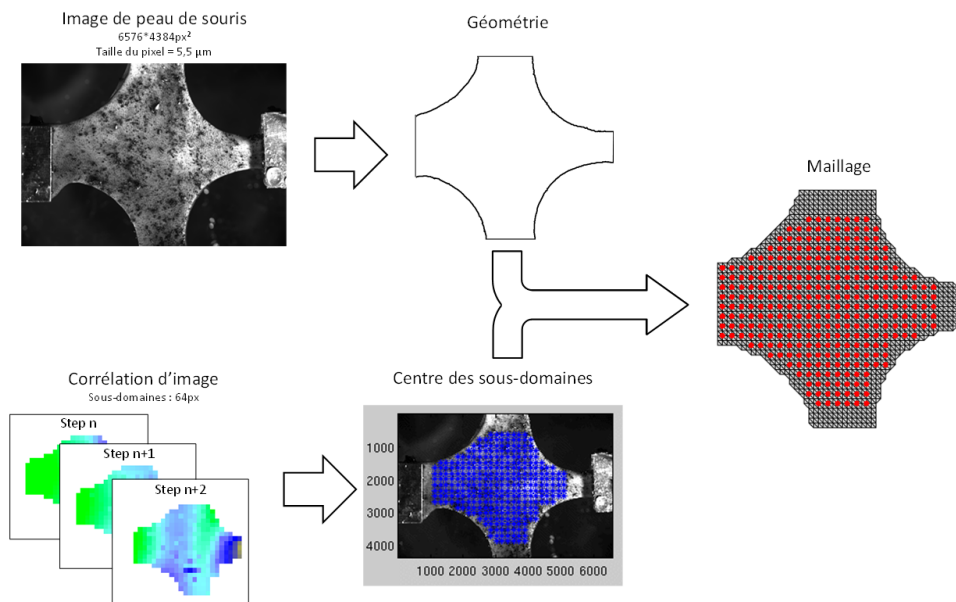 Image de peau de souris
6576*4384px²
Taille du pixel = 5,5 µm
Géométrie
Maillage
Corrélation d'image
Sous-domaines : 64px
Step n
Step n+1
Step n+2
Centre des sous-domaines
1000
2000
3000
4000
1000 2000 3000 4000 5000 6000